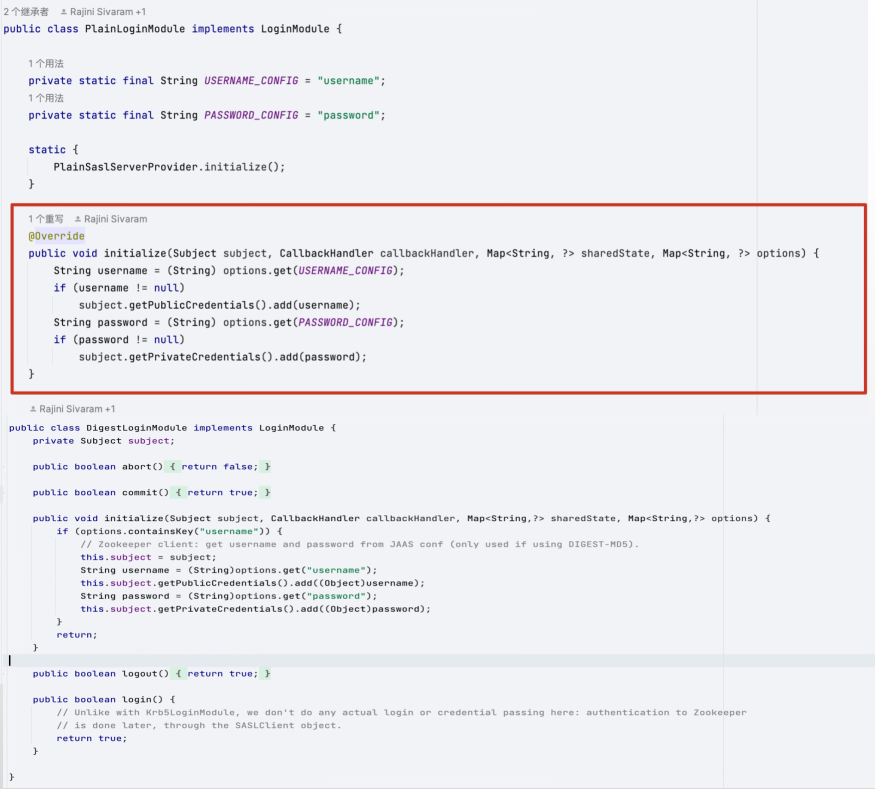 2个继承者 Rajini Sivaram +1
public class PlainLoginModule implements LoginModule {
1个用法
private static final String USERNAME_CONFIG = "username";
1个用法
private static final String PASSWORD_CONFIG = "password";
static {
PlainSaslServerProvider.initialize();
}
1个重写 Rajini Sivaram
@Override
public void initialize(Subject subject, CallbackHandler callbackHandler, Map<String, ?> sharedState, Map<String, ?> options) {
String username = (String) options.get(USERNAME_CONFIG);
if (username != null)
subject.getPublicCredentials().add(username);
String password = (String) options.get(PASSWORD_CONFIG);
if (password != null)
subject.getPrivateCredentials().add(password);
}
Rajini Sivaram +1
public class DigestLoginModule implements LoginModule {
private Subject subject;
public boolean abort() { return false; }
public boolean commit() { return true; }
public void initialize(Subject subject, CallbackHandler callbackHandler, Map<String,?> sharedState, Map<String,?> options) {
if (options.containsKey("username")) {
// Zookeeper client: get username and password from JAAS conf (only used if using DIGEST-MD5).
this.subject = subject;
String username = (String)options.get("username");
this.subject.getPublicCredentials().add((Object)username);
String password = (String)options.get("password");
this.subject.getPrivateCredentials().add((Object)password);
}
return;
}
public boolean logout() { return true; }
public boolean login() {
// Unlike with Krb5LoginModule, we don't do any actual login or credential passing here: authentication to Zookeeper
// is done later, through the SASLClient object.
return true;
}
}